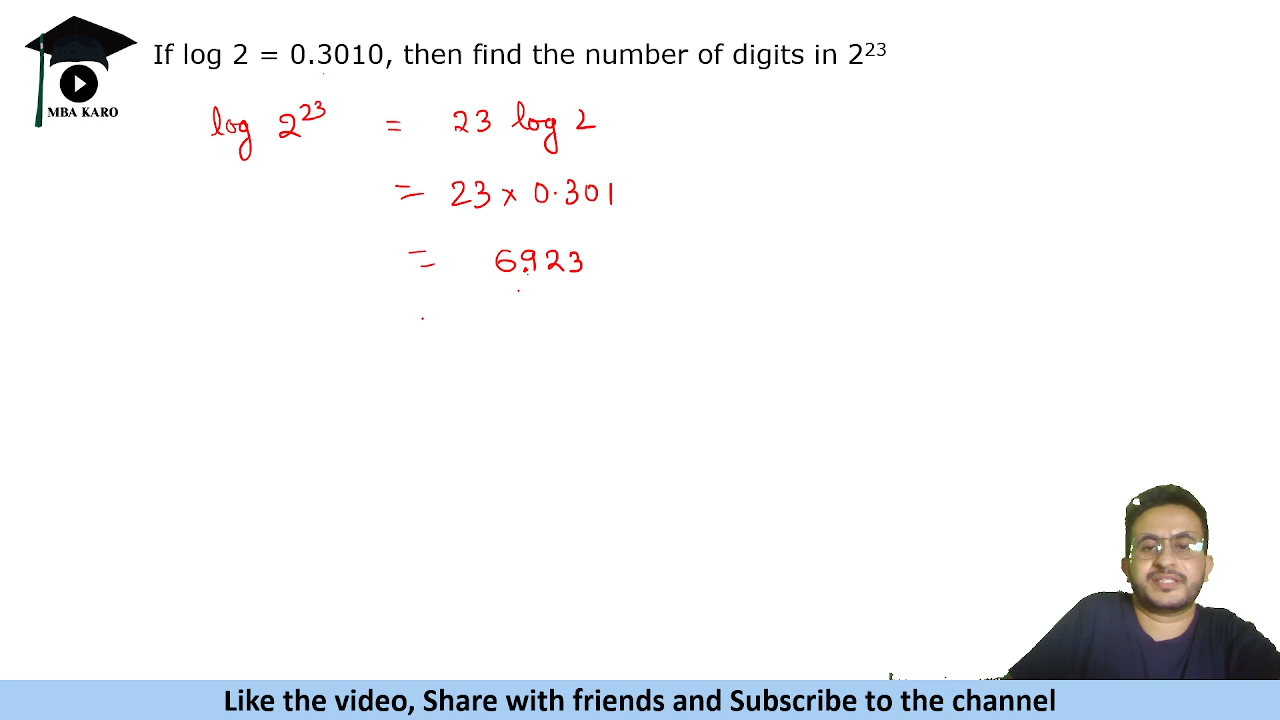 If log 2 = 0.3010, then find the number of digits in 2²³
MBA KARO
log 2²³ = 23 log 2
= 23 × 0.301
= 6.923
Like the video, Share with friends and Subscribe to the channel